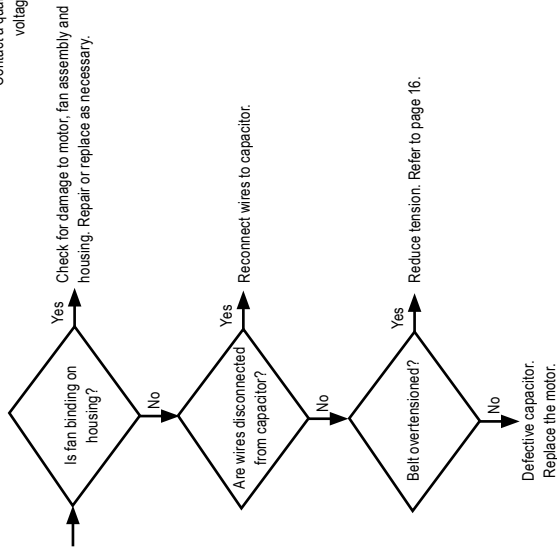 Contact a qua
voltag
Is fan binding on
housing?
Yes
Check for damage to motor, fan assembly and
housing. Repair or replace as necessary.
No
Are wires disconnected
from capacitor?
Yes
Reconnect wires to capacitor.
No
Belt overtensioned?
Yes
Reduce tension. Refer to page 16.
No
Defective capacitor.
Replace the motor.